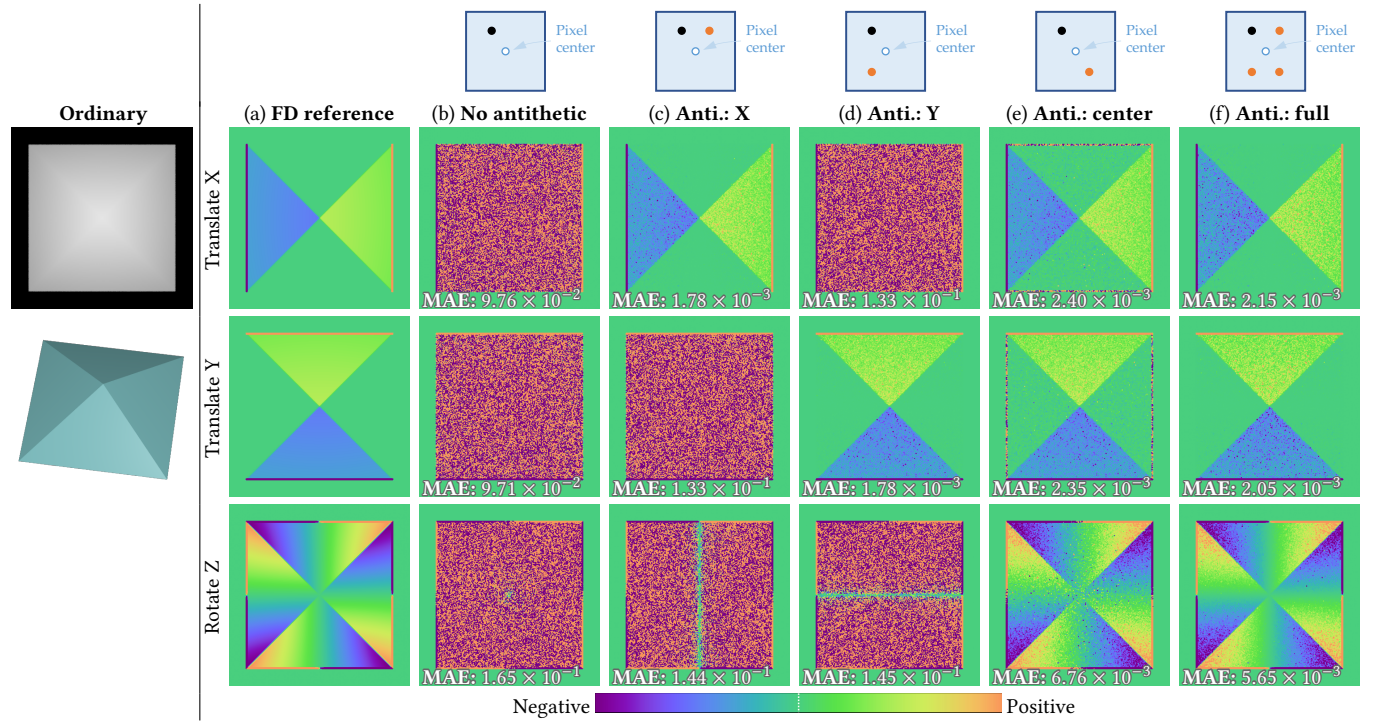 Pixel center
Pixel center
Pixel center
Pixel center
Pixel center
Ordinary
(a) FD reference
(b) No antithetic
(c) Anti.: X
(d) Anti.: Y
(e) Anti.: center
(f) Anti.: full
Translate X
MAE: 9.76 × 10⁻²
MAE: 1.78 × 10⁻³
MAE: 1.33 × 10⁻¹
MAE: 2.40 × 10⁻³
MAE: 2.15 × 10⁻³
Translate Y
MAE: 9.71 × 10⁻²
MAE: 1.33 × 10⁻¹
MAE: 1.78 × 10⁻³
MAE: 2.35 × 10⁻³
MAE: 2.05 × 10⁻³
Rotate Z
MAE: 1.65 × 10⁻¹
MAE: 1.44 × 10⁻¹
MAE: 1.45 × 10⁻¹
MAE: 6.76 × 10⁻³
MAE: 5.65 × 10⁻³
Negative
Positive